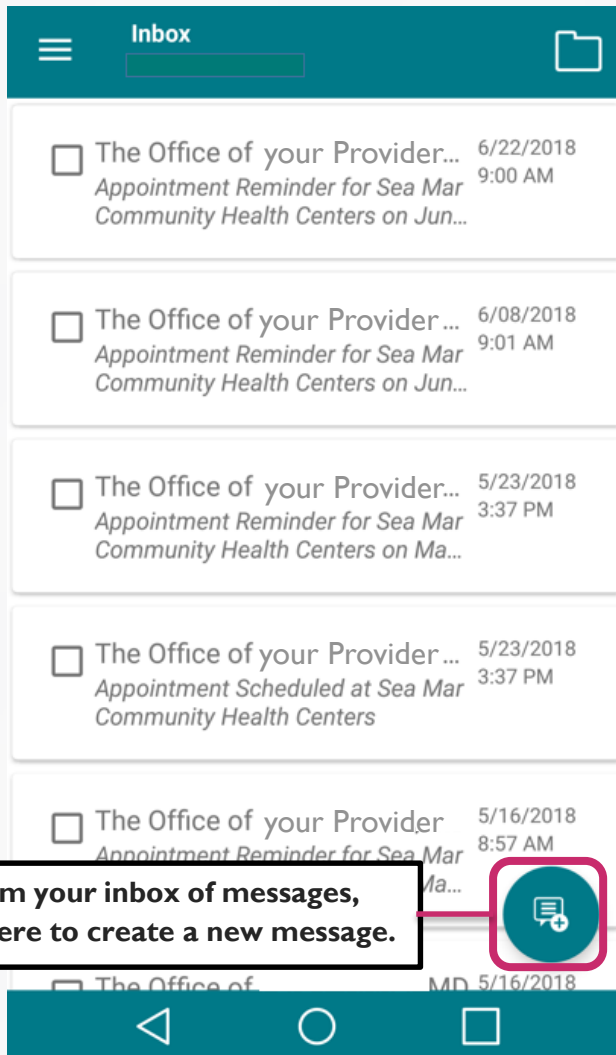 Inbox
The Office of your Provider... 6/22/2018
Appointment Reminder for Sea Mar 9:00 AM
Community Health Centers on Jun...
The Office of your Provider... 6/08/2018
Appointment Reminder for Sea Mar 9:01 AM
Community Health Centers on Jun...
The Office of your Provider... 5/23/2018
Appointment Reminder for Sea Mar 3:37 PM
Community Health Centers on Ma...
The Office of your Provider... 5/23/2018
Appointment Scheduled at Sea Mar 3:37 PM
Community Health Centers
The Office of your Provider 5/16/2018
Appointment Reminder for Sea Mar 8:57 AM
Ma...
m your inbox of messages,
ere to create a new message.
The Office of MD 5/16/2018